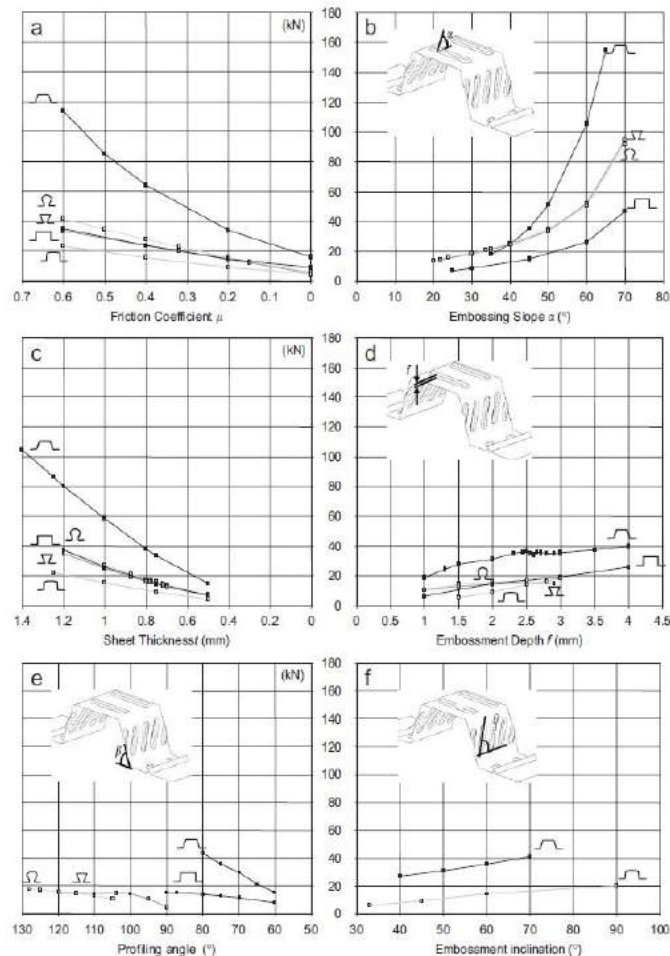 a (kN) 180 b
160
140
120
100
80
60
40
20
0
0.7 0.6 0.5 0.4 0.3 0.2 0.1 0 10 20 30 40 50 60 70 80
Friction Coefficient μ Embossing Slope α (°)
α
c (kN) 180 d
160
140
120
100
80
60
40
20
0
1.4 1.2 1.0 0.8 0.6 0.4 0 0.5 1 1.5 2 2.5 3 3.5 4 4.5
Sheet Thickness t (mm) Embossment Depth f (mm)
f
e (kN) 180 f
160
140
120
100
80
60
40
20
0
130 120 110 100 90 80 70 60 50 30 40 50 60 70 80 90 100
Profiling angle (°) Embossment inclination (°)
β